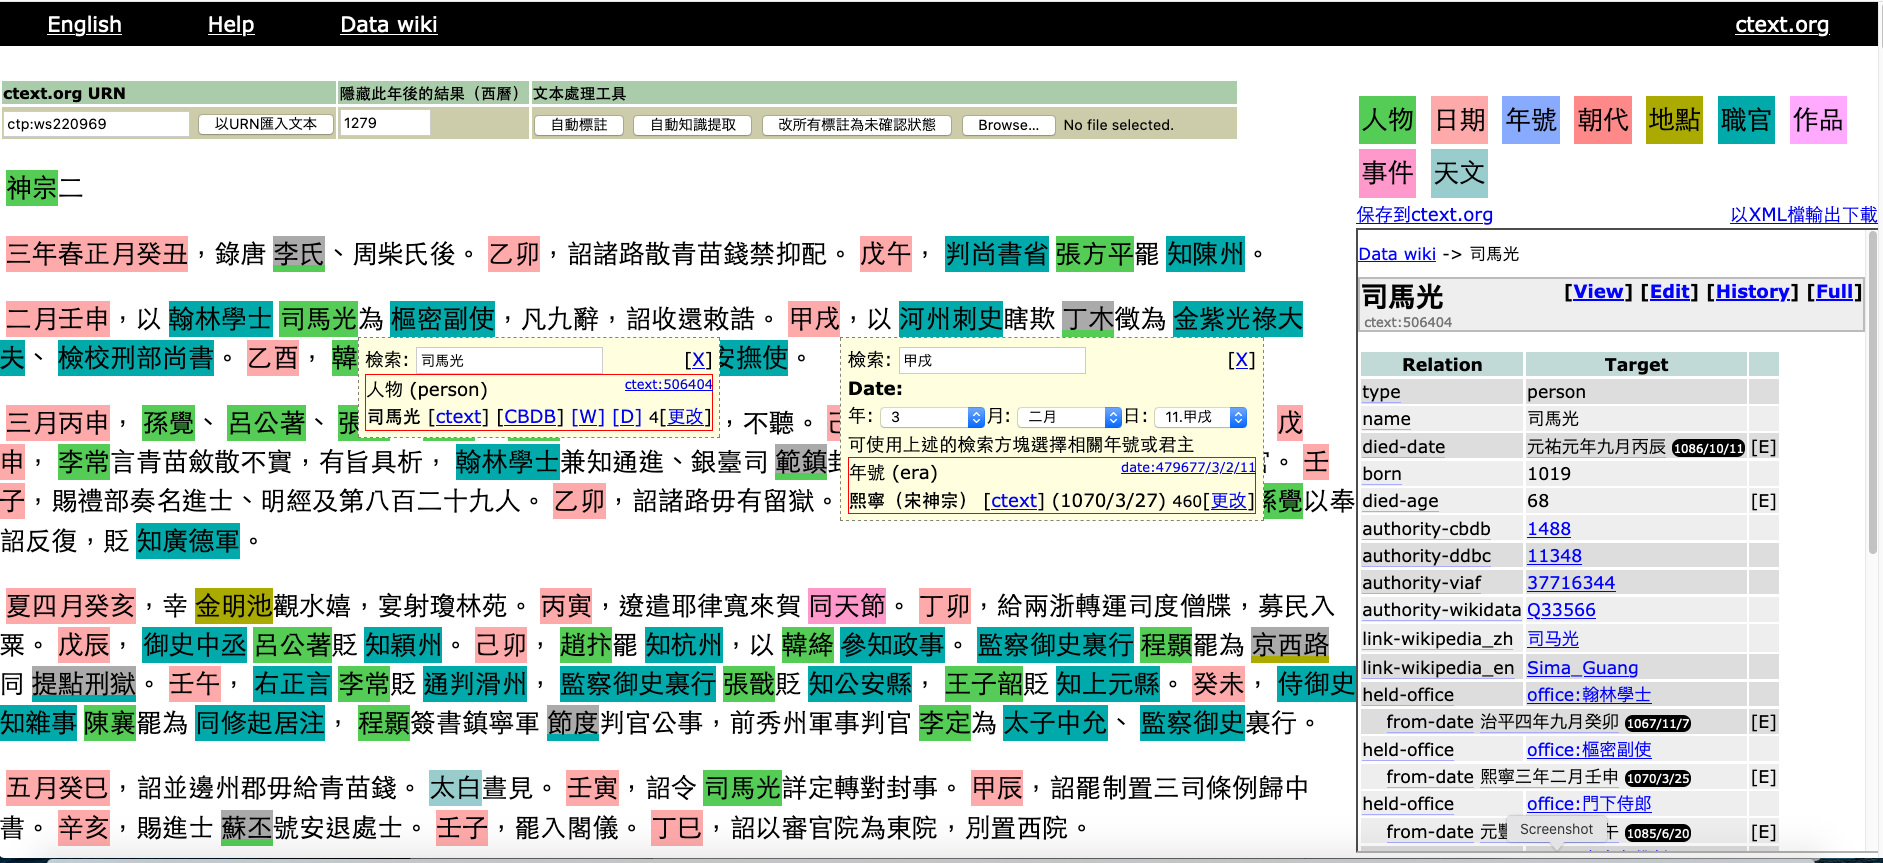 English Help Data wiki ctext.org
ctext.org URN 隱藏此年後的結果（西曆） 文本處理工具
ctp:ws220969 以URN匯入文本 1279 自動標註 自動知識提取 改所有標註為未確認狀態 Browse... No file selected.
神宗二
三年春正月癸丑，錄唐 李氏、周柴氏後。 乙卯，詔諸路散青苗錢禁抑配。 戊午， 判尚書省 張方平罷 知陳州。
二月壬申，以 翰林學士 司馬光為 樞密副使，凡九辭，詔收還敕誥。 甲戌，以 河州刺史瞎欺 丁木徵為 金紫光祿大
夫、 檢校刑部尚書。 乙酉， 韓
安撫使。
檢索: 司馬光 [X]
人物 (person) ctext:506404
司馬光 [ctext] [CBDB] [W] [D] 4[更改]
檢索: 甲戌 [X]
Date:
年: 3 月: 二月 日: 11.甲戌
可使用上述的檢索方塊選擇相關年號或君主
年號 (era) date:479677/3/2/11
熙寧（宋神宗） [ctext] (1070/3/27) 460[更改]
三月丙申， 孫覺、 呂公著、 張 ，不聽。 戊
申， 李常言青苗斂散不實，有旨具析， 翰林學士兼知通進、銀臺司 範鎮 。 壬
子，賜禮部奏名進士、明經及第八百二十九人。 乙卯，詔諸路毋有留獄。 孫覺以奉
詔反復，貶 知廣德軍。
夏四月癸亥，幸 金明池觀水嬉，宴射瓊林苑。 丙寅，遼遣耶律寬來賀 同天節。 丁卯，給兩浙轉運司度僧牒，募民入
粟。 戊辰， 御史中丞 呂公著貶 知潁州。 己卯， 趙抃罷 知杭州，以 韓絳 參知政事。 監察御史裏行 程顥罷為 京西路
同 提點刑獄。 壬午， 右正言 李常貶 通判滑州， 監察御史裏行 張戩貶 知公安縣， 王子韶貶 知上元縣。 癸未， 侍御史
知雜事 陳襄罷為 同修起居注， 程顥簽書鎮寧軍 節度判官公事，前秀州軍事判官 李定為 太子中允、 監察御史裏行。
五月癸巳，詔並邊州郡毋給青苗錢。 太白晝見。 壬寅，詔令 司馬光詳定轉對封事。 甲辰，詔罷制置三司條例歸中
書。 辛亥，賜進士 蘇丕號安退處士。 壬子，罷入閣儀。 丁巳，詔以審官院為東院，別置西院。
人物 日期 年號 朝代 地點 職官 作品
事件 天文
保存到ctext.org 以XML檔輸出下載
Data wiki -> 司馬光
司馬光 [View] [Edit] [History] [Full]
ctext:506404
Relation Target
type person
name 司馬光
died-date 元祐元年九月丙辰 1086/10/11 [E]
born 1019
died-age 68 [E]
authority-cbdb 1488
authority-ddbc 11348
authority-viaf 37716344
authority-wikidata Q33566
link-wikipedia_zh 司马光
link-wikipedia_en Sima_Guang
held-office office:翰林學士
from-date 治平四年九月癸卯 1067/11/7 [E]
held-office office:樞密副使
from-date 熙寧三年二月壬申 1070/3/25 [E]
held-office office:門下侍郎
from-date 元豐 午 1085/6/20 [E]
Screenshot